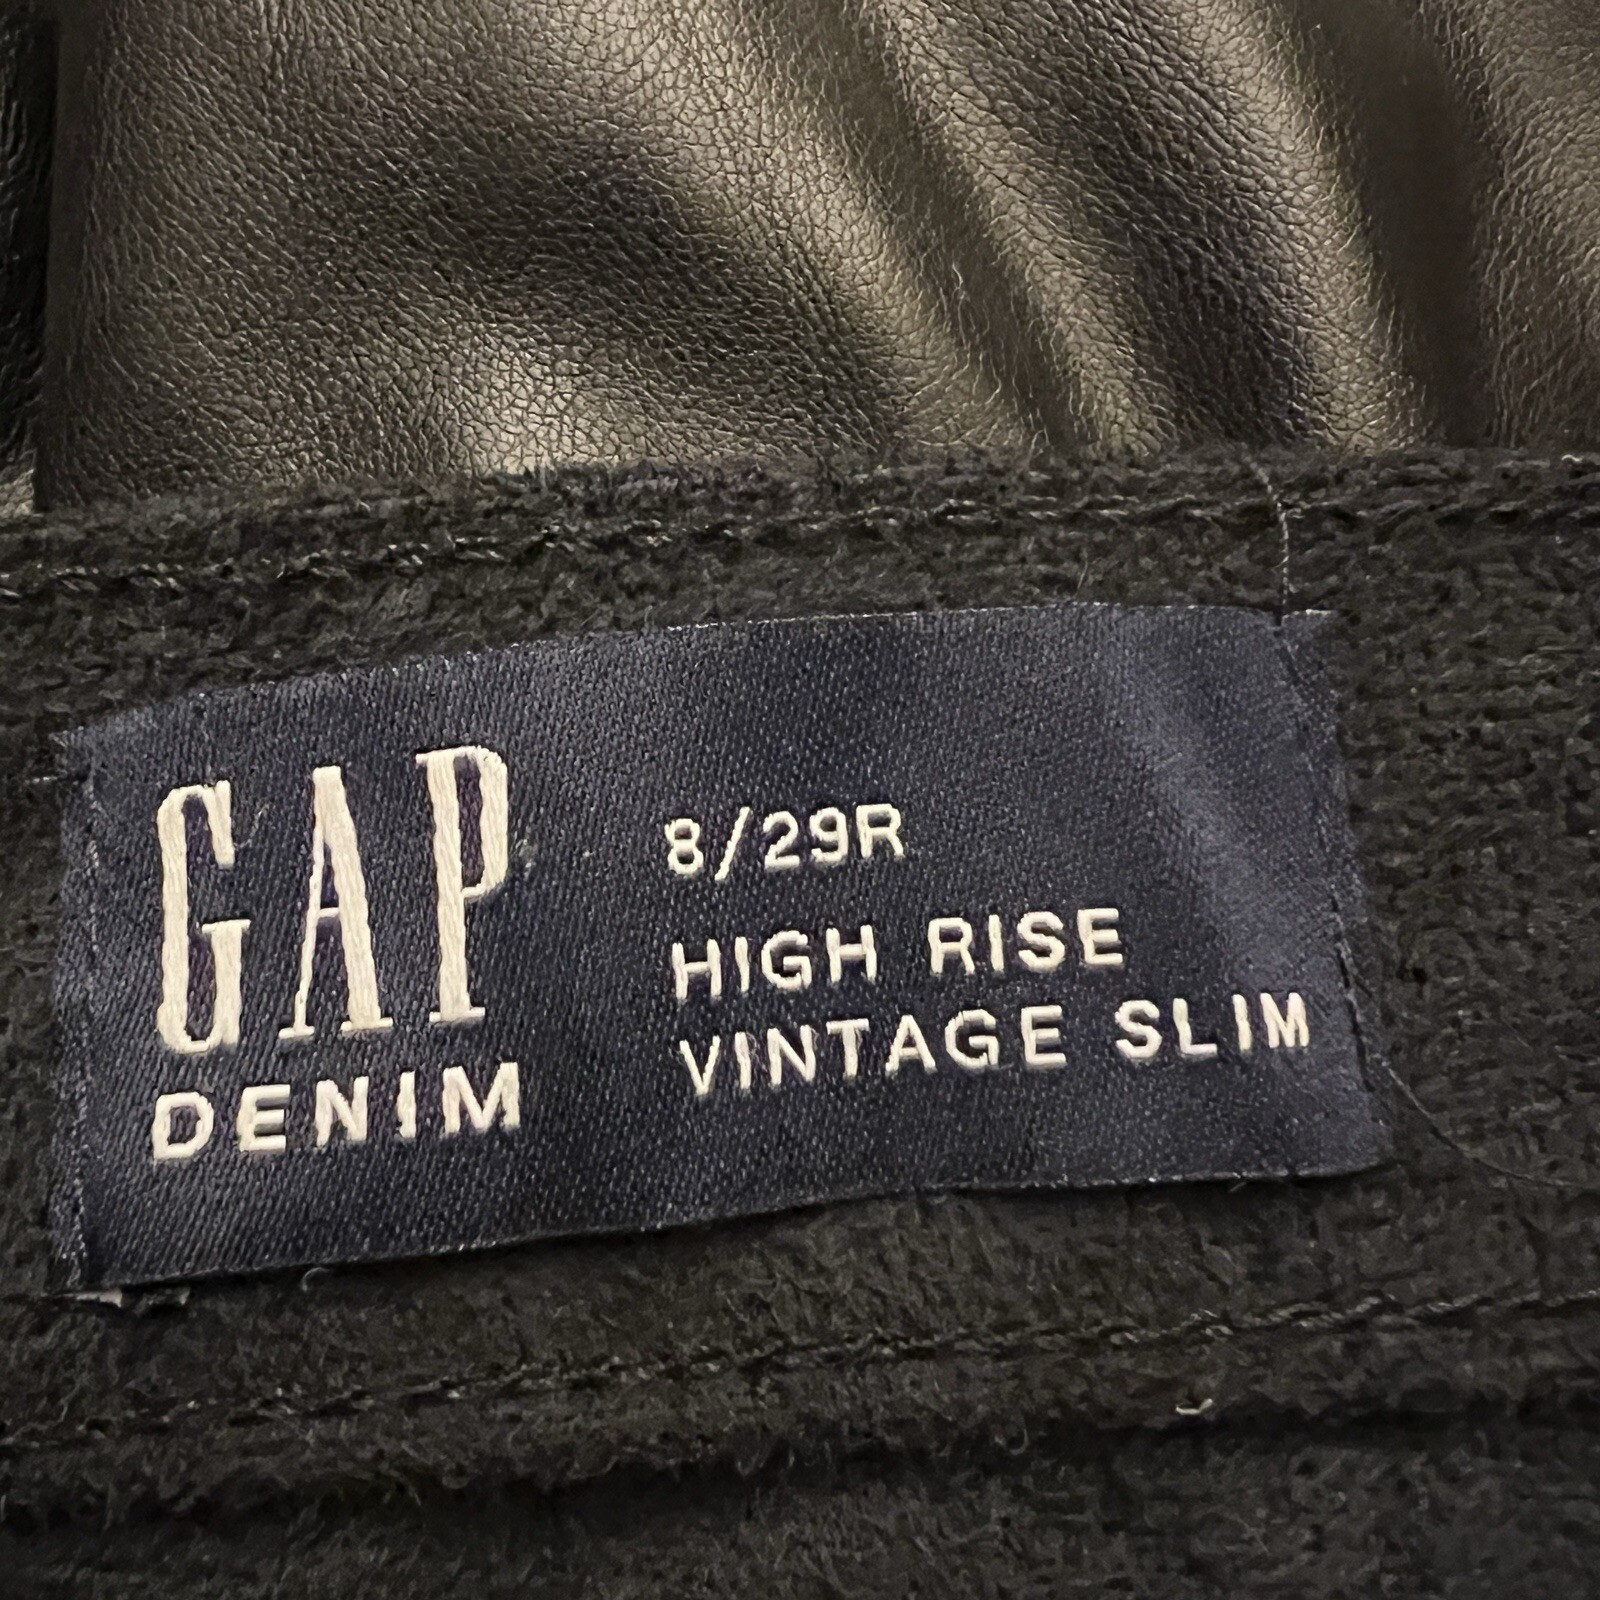 GAP
DENIM
8/29R
HIGH RISE
VINTAGE SLIM